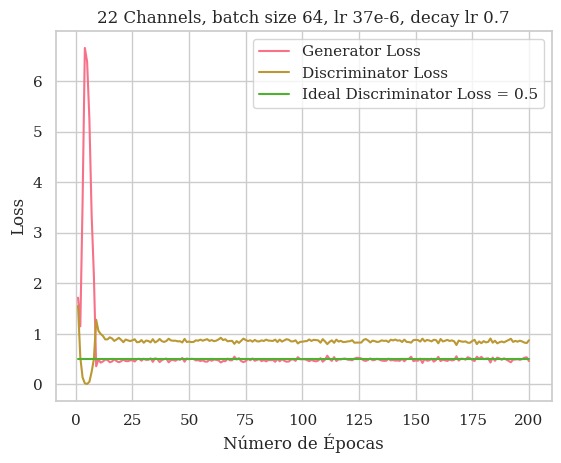 22 Channels, batch size 64, lr 37e-6, decay lr 0.7
Generator Loss
Discriminator Loss
Ideal Discriminator Loss = 0.5
Loss
6
5
4
3
2
1
0
0 25 50 75 100 125 150 175 200
Número de Épocas